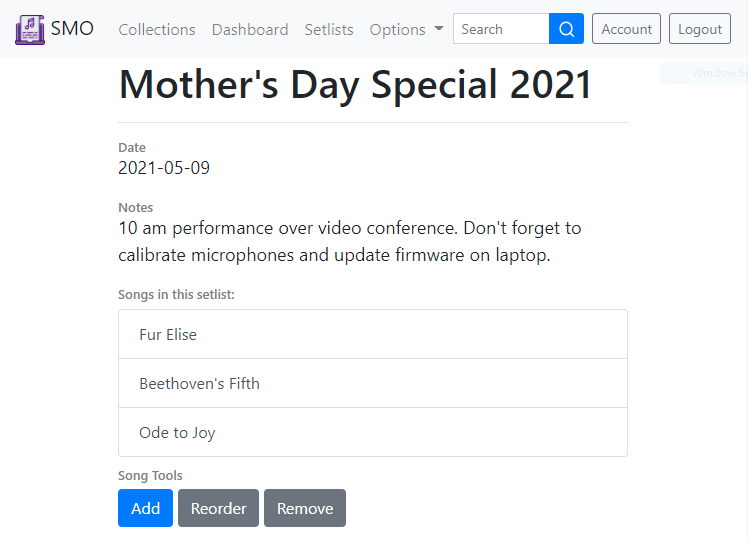 SMO Collections Dashboard Setlists Options Search Account Logout
Mother's Day Special 2021
Date
2021-05-09
Notes
10 am performance over video conference. Don't forget to
calibrate microphones and update firmware on laptop.
Songs in this setlist:
Fur Elise
Beethoven's Fifth
Ode to Joy
Song Tools
Add Reorder Remove